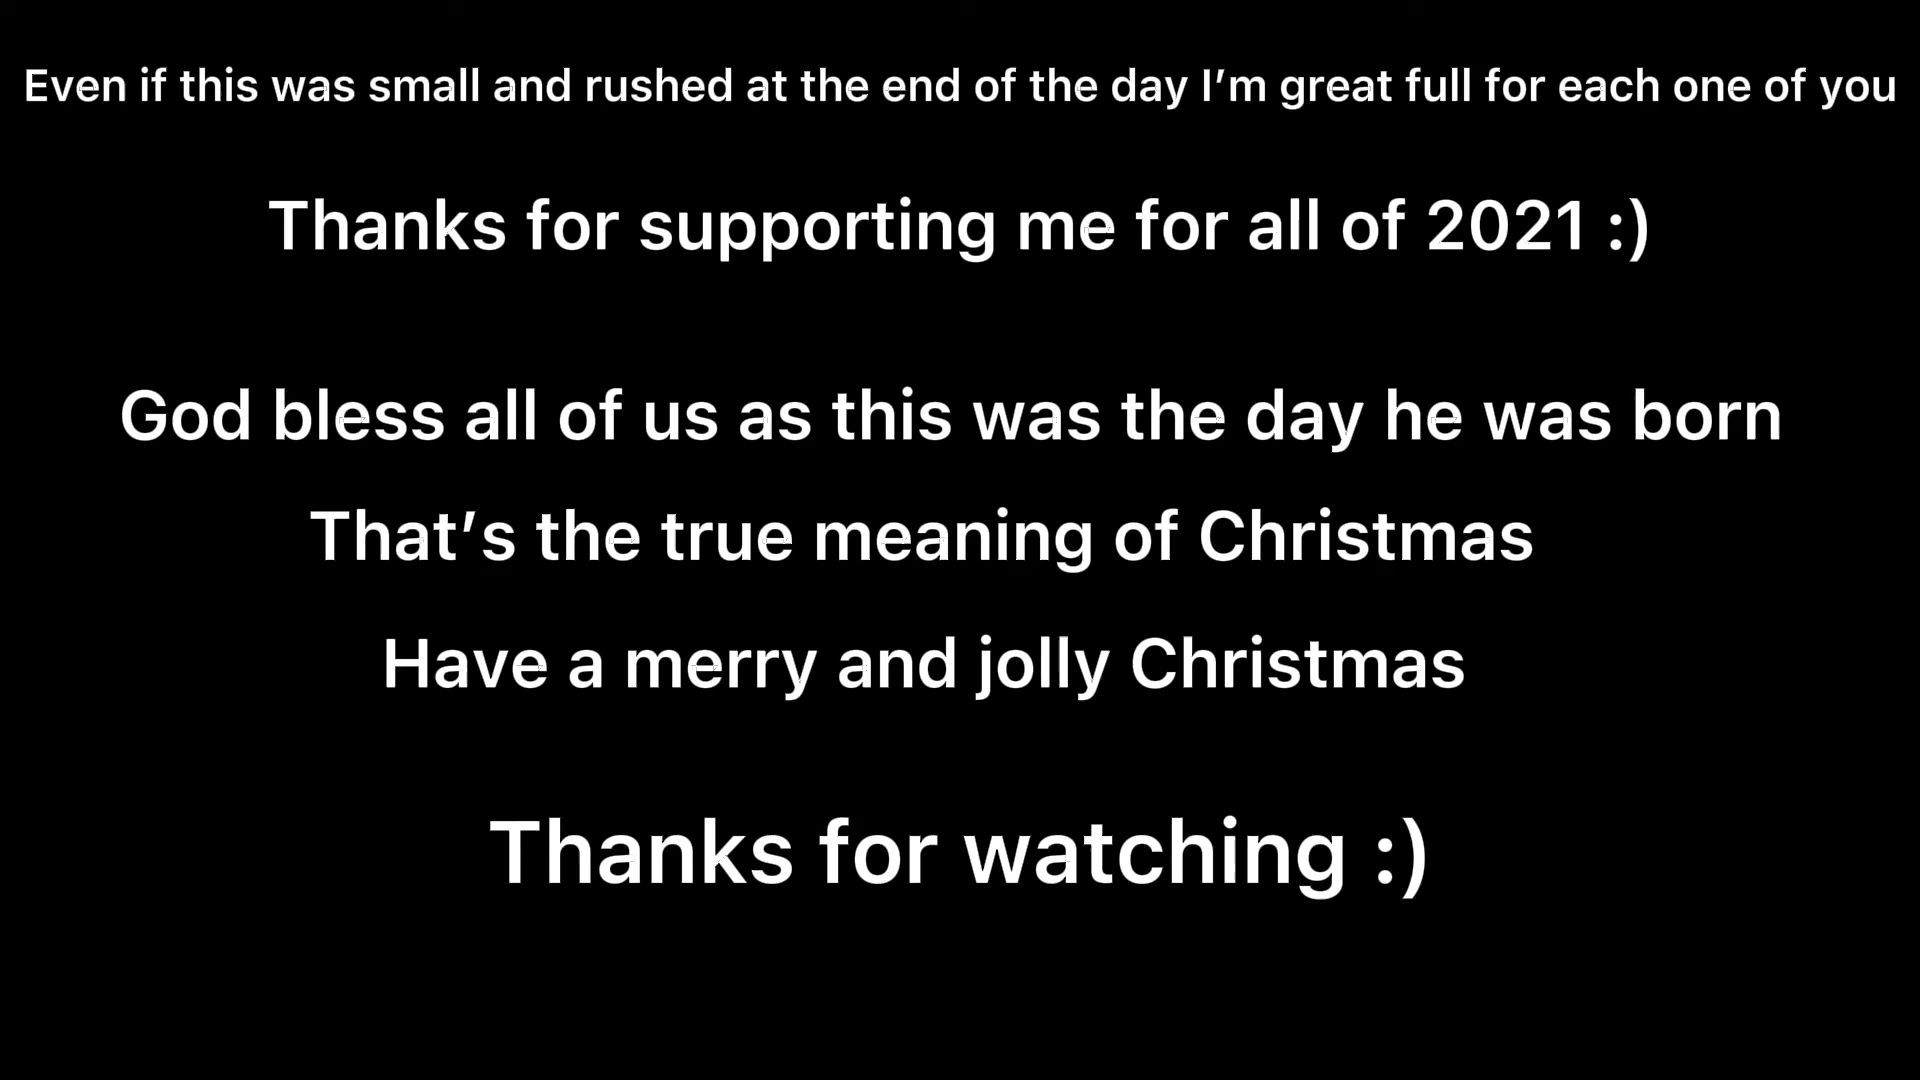 Even if this was small and rushed at the end of the day I’m great full for each one of you
Thanks for supporting me for all of 2021 :)
God bless all of us as this was the day he was born
That’s the true meaning of Christmas
Have a merry and jolly Christmas
Thanks for watching :)